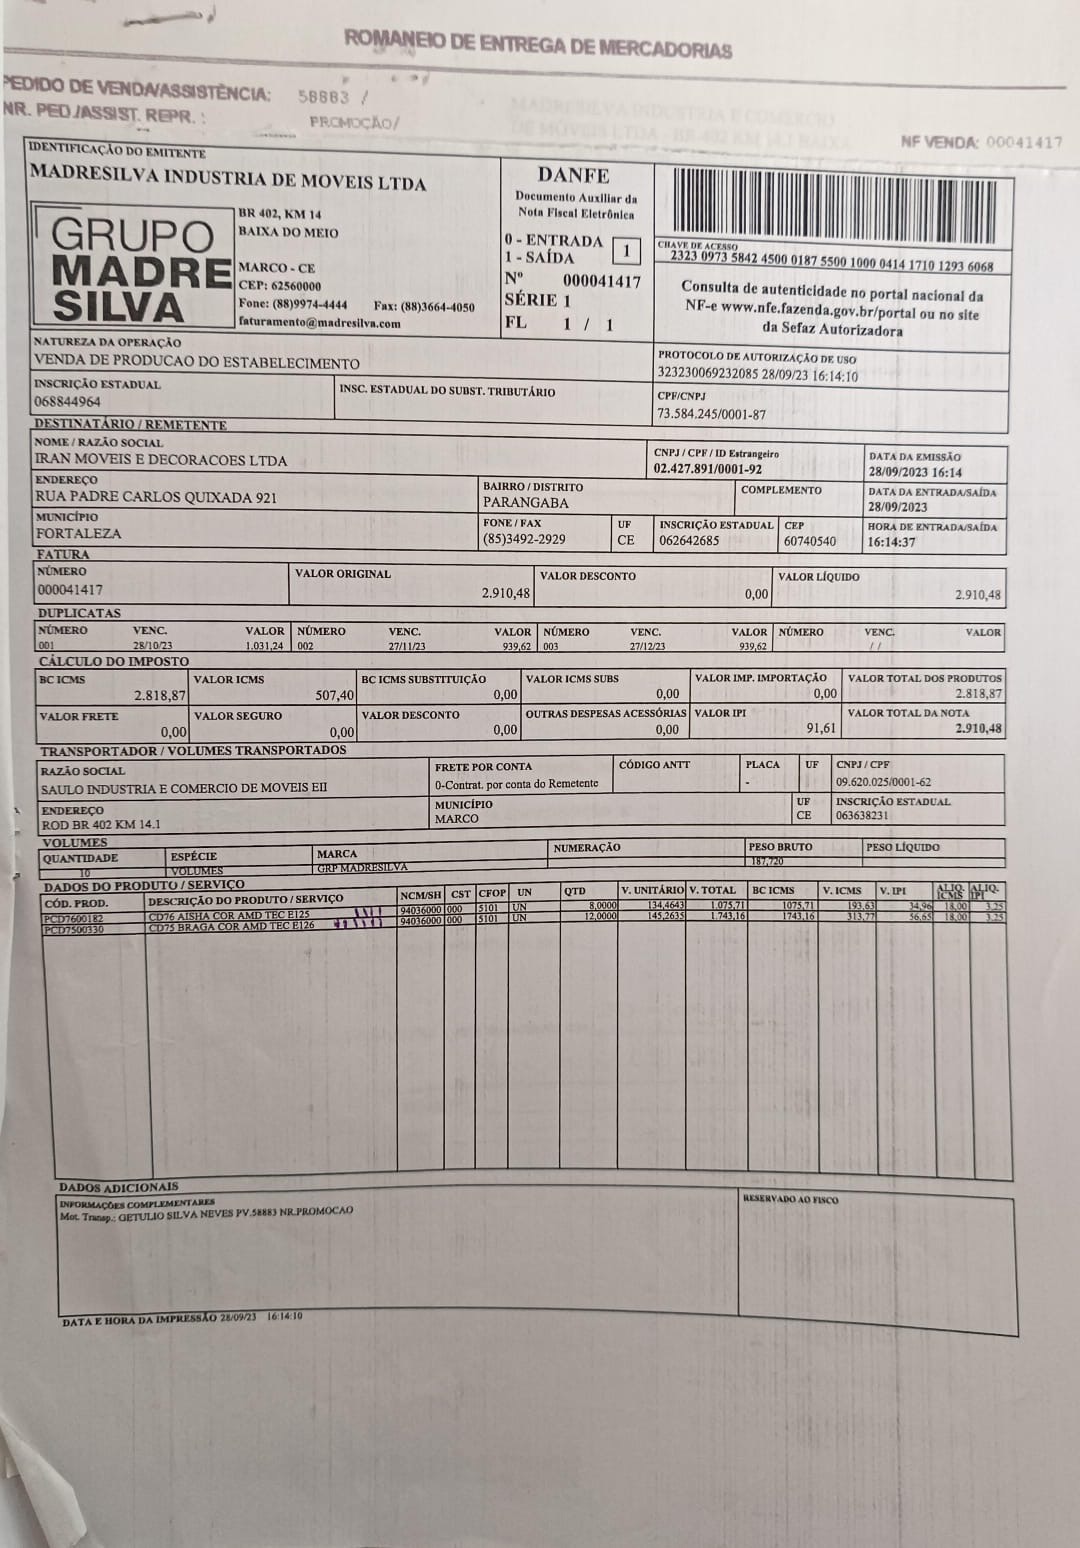 ROMANEIO DE ENTREGA DE MERCADORIAS
PEDIDO DE VENDA/ASSISTÊNCIA: 58883 /
NR. PED./ASSIST. REPR. : PROMOÇÃO/
NF VENDA: 00041417
IDENTIFICAÇÃO DO EMITENTE
MADRESILVA INDUSTRIA DE MOVEIS LTDA
GRUPO
MADRE
SILVA
BR 402, KM 14
BAIXA DO MEIO
MARCO - CE
CEP: 62560000
Fone: (88)9974-4444 Fax: (88)3664-4050
faturamento@madresilva.com
DANFE
Documento Auxiliar da
Nota Fiscal Eletrônica
0 - ENTRADA
1 - SAÍDA
1
Nº 000041417
SÉRIE 1
FL 1 / 1
CHAVE DE ACESSO
2323 0973 5842 4500 0187 5500 1000 0414 1710 1293 6068
Consulta de autenticidade no portal nacional da
NF-e www.nfe.fazenda.gov.br/portal ou no site
da Sefaz Autorizadora
NATUREZA DA OPERAÇÃO
VENDA DE PRODUCAO DO ESTABELECIMENTO
PROTOCOLO DE AUTORIZAÇÃO DE USO
323230069232085 28/09/23 16:14:10
INSCRIÇÃO ESTADUAL
068844964
INSC. ESTADUAL DO SUBST. TRIBUTÁRIO
CPF/CNPJ
73.584.245/0001-87
DESTINATÁRIO / REMETENTE
NOME / RAZÃO SOCIAL
IRAN MOVEIS E DECORACOES LTDA
CNPJ / CPF / ID Estrangeiro
02.427.891/0001-92
DATA DA EMISSÃO
28/09/2023 16:14
ENDEREÇO
RUA PADRE CARLOS QUIXADA 921
BAIRRO / DISTRITO
PARANGABA
COMPLEMENTO
DATA DA ENTRADA/SAÍDA
28/09/2023
MUNICÍPIO
FORTALEZA
FONE / FAX
(85)3492-2929
UF
CE
INSCRIÇÃO ESTADUAL
062642685
CEP
60740540
HORA DE ENTRADA/SAÍDA
16:14:37
FATURA
NÚMERO
000041417
VALOR ORIGINAL
2.910,48
VALOR DESCONTO
0,00
VALOR LÍQUIDO
2.910,48
DUPLICATAS
NÚMERO VENC. VALOR NÚMERO VENC. VALOR NÚMERO VENC. VALOR NÚMERO VENC. VALOR
001 28/10/23 1.031,24 002 27/11/23 939,62 003 27/12/23 939,62 / /
CÁLCULO DO IMPOSTO
BC ICMS
2.818,87
VALOR ICMS
507,40
BC ICMS SUBSTITUIÇÃO
0,00
VALOR ICMS SUBS
0,00
VALOR IMP. IMPORTAÇÃO
0,00
VALOR TOTAL DOS PRODUTOS
2.818,87
VALOR FRETE
0,00
VALOR SEGURO
0,00
VALOR DESCONTO
0,00
OUTRAS DESPESAS ACESSÓRIAS
0,00
VALOR IPI
91,61
VALOR TOTAL DA NOTA
2.910,48
TRANSPORTADOR / VOLUMES TRANSPORTADOS
RAZÃO SOCIAL
SAULO INDUSTRIA E COMERCIO DE MOVEIS EII
FRETE POR CONTA
0-Contrat. por conta do Remetente
CÓDIGO ANTT
PLACA
-
UF
CNPJ / CPF
09.620.025/0001-62
ENDEREÇO
ROD BR 402 KM 14.1
MUNICÍPIO
MARCO
UF
CE
INSCRIÇÃO ESTADUAL
063638231
VOLUMES
QUANTIDADE
10
ESPÉCIE
VOLUMES
MARCA
GRP MADRESILVA
NUMERAÇÃO
PESO BRUTO
187,720
PESO LÍQUIDO
DADOS DO PRODUTO / SERVIÇO
CÓD. PROD. DESCRIÇÃO DO PRODUTO / SERVIÇO NCM/SH CST CFOP UN QTD V. UNITÁRIO V. TOTAL BC ICMS V. ICMS V. IPI ALIQ. ICMS ALIQ. IPI
PCD7600182 CD76 AISHA COR AMD TEC E125 94036000 000 5101 UN 8,0000 134,4643 1.075,71 1075,71 193,63 34,96 18,00 3,25
PCD7500330 CD75 BRAGA COR AMD TEC E126 94036000 000 5101 UN 12,0000 145,2635 1.743,16 1743,16 313,77 56,65 18,00 3,25
DADOS ADICIONAIS
INFORMAÇÕES COMPLEMENTARES
Mot. Transp.: GETULIO SILVA NEVES PV.58883 NR.PROMOCAO
RESERVADO AO FISCO
DATA E HORA DA IMPRESSÃO 28/09/23 16:14:10